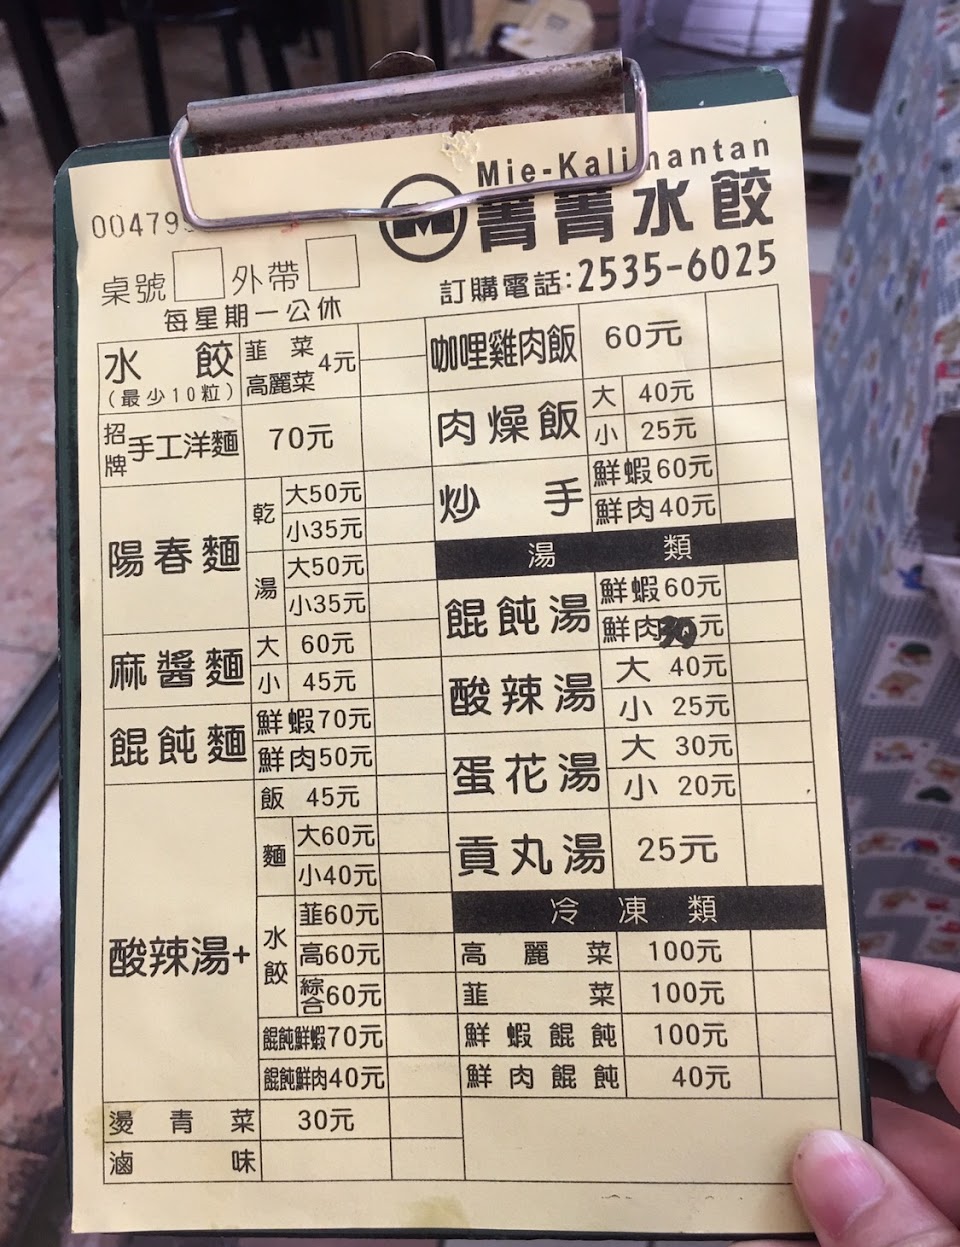 Mie-Kalimantan
菁菁水餃
M
訂購電話:2535-6025
00479
桌號 外帶
每星期一公休
水餃 (最少10粒) 韮菜 高麗菜 4元
招牌手工洋麵 70元
陽春麵 乾 大50元
小35元
湯 大50元
小35元
麻醬麵 大 60元
小 45元
餛飩麵 鮮蝦70元
鮮肉50元
酸辣湯+ 飯 45元
麵 大60元
小40元
水餃 韮60元
高60元
綜合60元
餛飩鮮蝦70元
餛飩鮮肉40元
燙青菜 30元
滷味
咖哩雞肉飯 60元
肉燥飯 大 40元
小 25元
炒手 鮮蝦60元
鮮肉40元
湯類
餛飩湯 鮮蝦60元
鮮肉30元
酸辣湯 大 40元
小 25元
蛋花湯 大 30元
小 20元
貢丸湯 25元
冷凍類
高麗菜 100元
韮菜 100元
鮮蝦餛飩 100元
鮮肉餛飩 40元